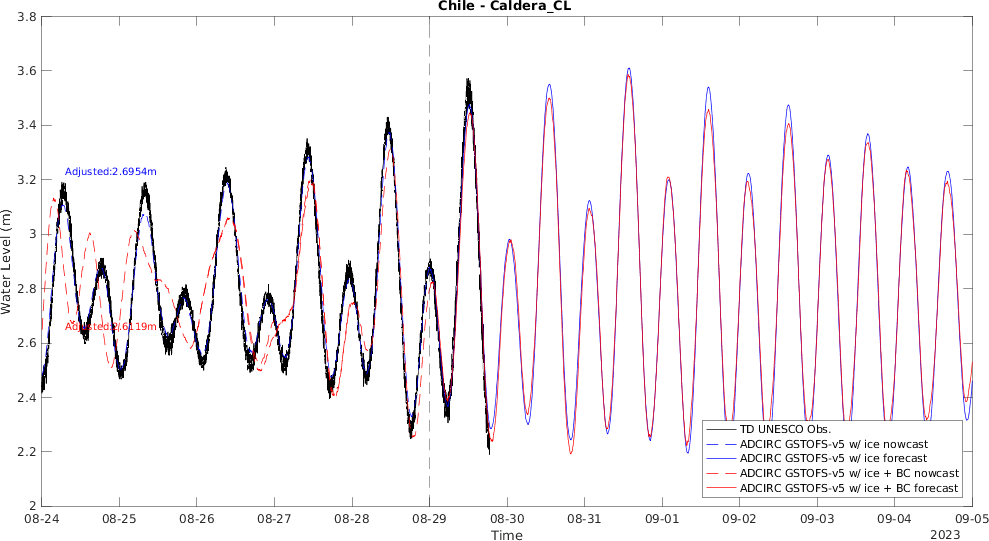 Chile - Caldera_CL
3.8
3.6
3.4
3.2
3
2.8
2.6
2.4
2.2
2
Water Level (m)
Adjusted:2.6954m
Adjusted:2.6119m
TD UNESCO Obs.
ADCIRC GSTOFS-v5 w/ ice nowcast
ADCIRC GSTOFS-v5 w/ ice forecast
ADCIRC GSTOFS-v5 w/ ice + BC nowcast
ADCIRC GSTOFS-v5 w/ ice + BC forecast
08-24 08-25 08-26 08-27 08-28 08-29 08-30 08-31 09-01 09-02 09-03 09-04 09-05
Time
2023